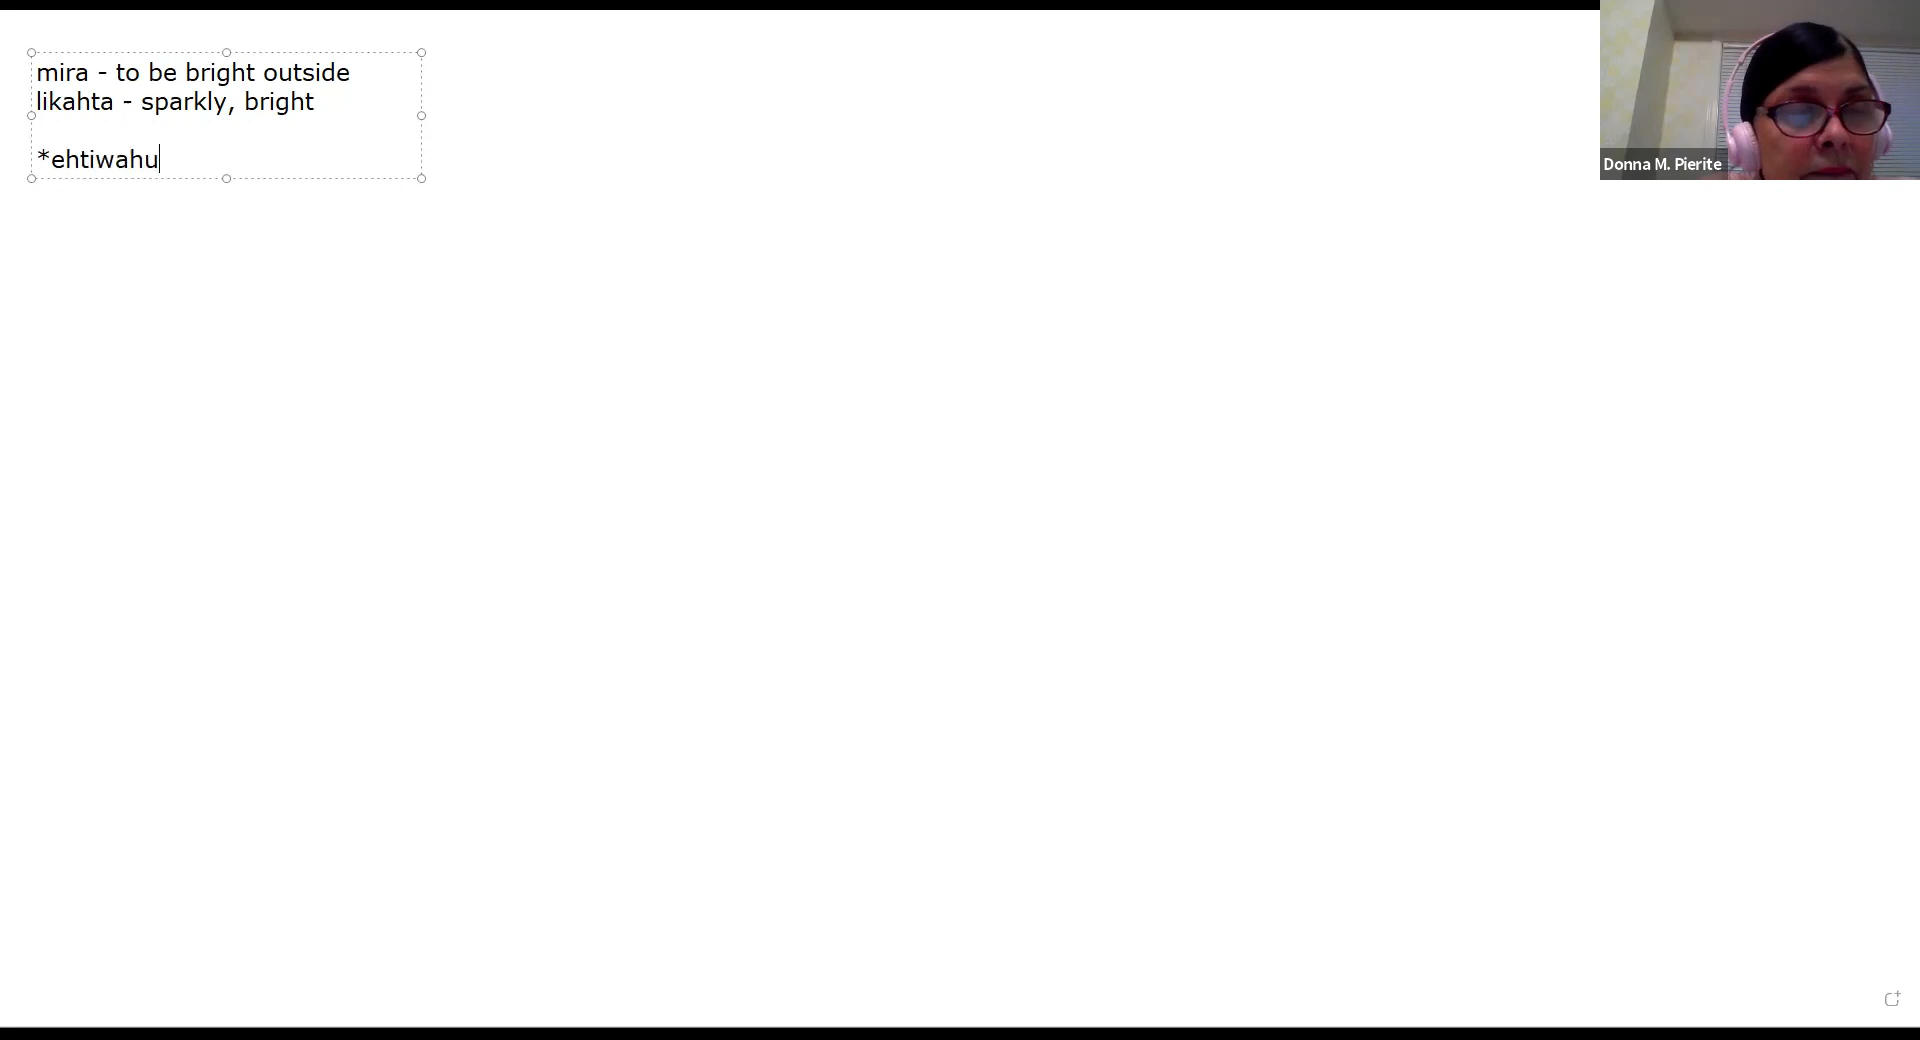 mira - to be bright outside
likahta - sparkly, bright
*ehtiwahu
Donna M. Pierite